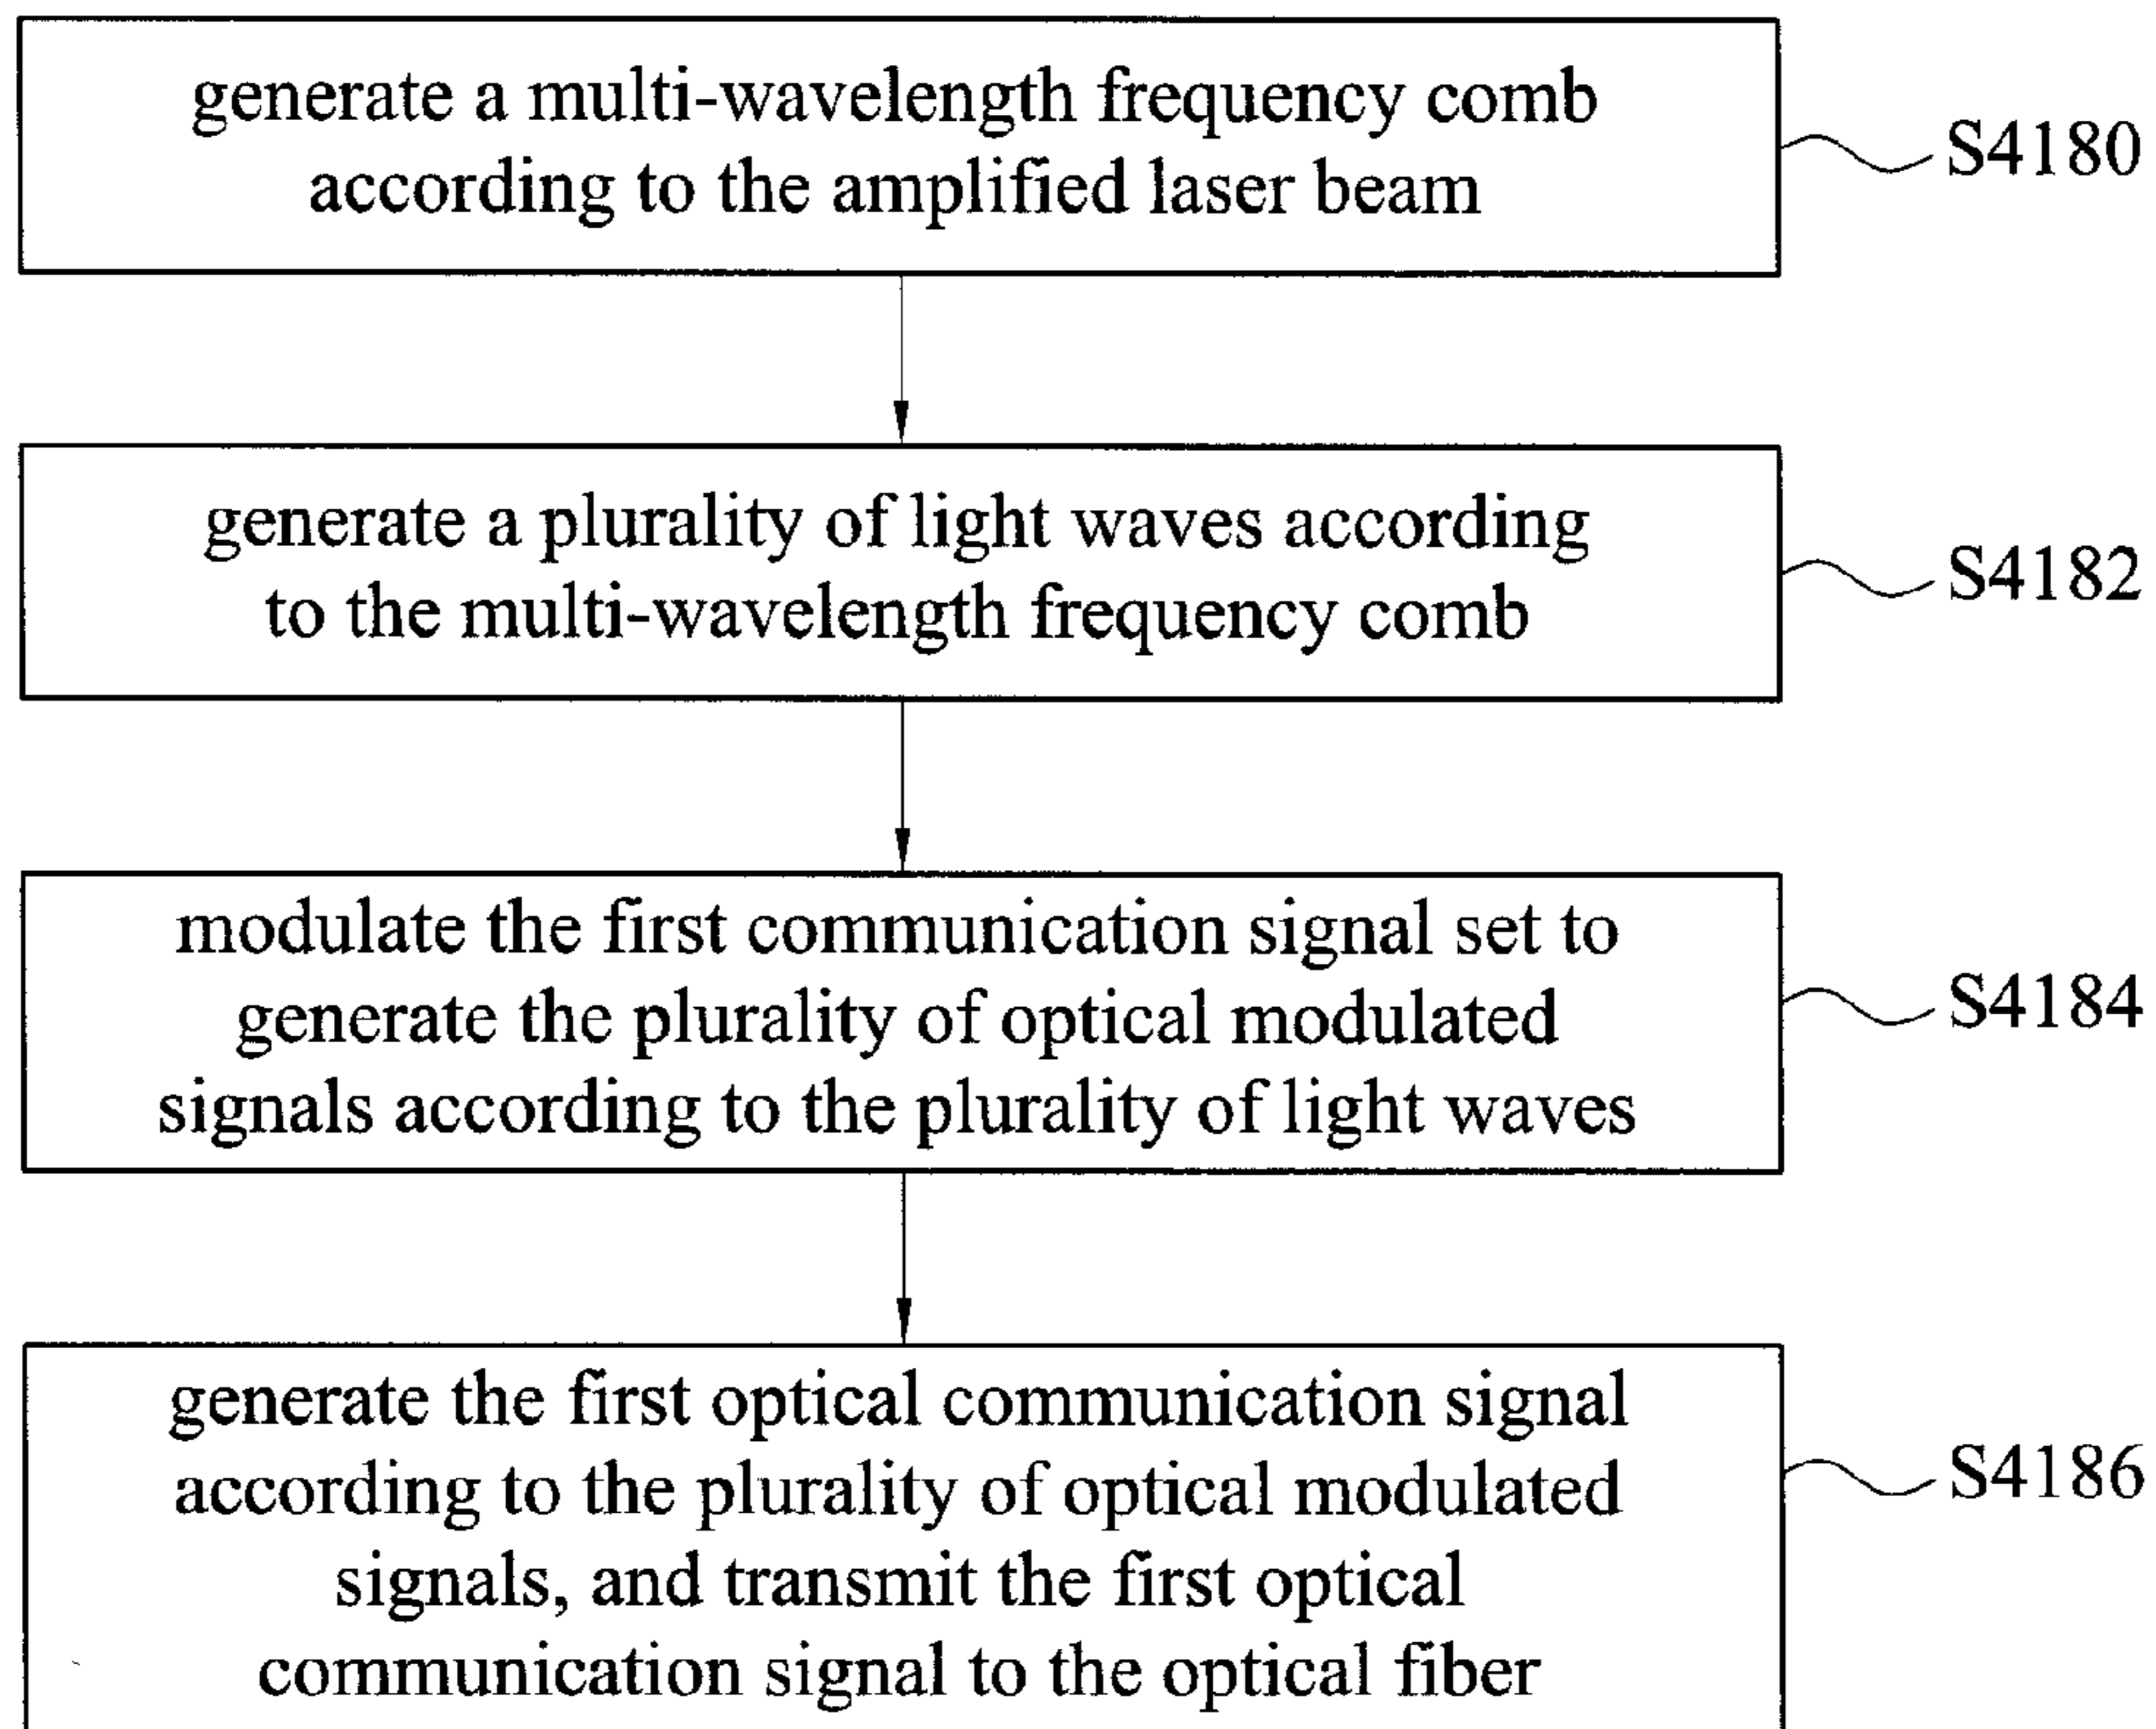 generate a multi-wavelength frequency comb
according to the amplified laser beam
S4180
generate a plurality of light waves according
to the multi-wavelength frequency comb
S4182
modulate the first communication signal set to
generate the plurality of optical modulated
signals according to the plurality of light waves
S4184
generate the first optical communication signal
according to the plurality of optical modulated
signals, and transmit the first optical
communication signal to the optical fiber
S4186